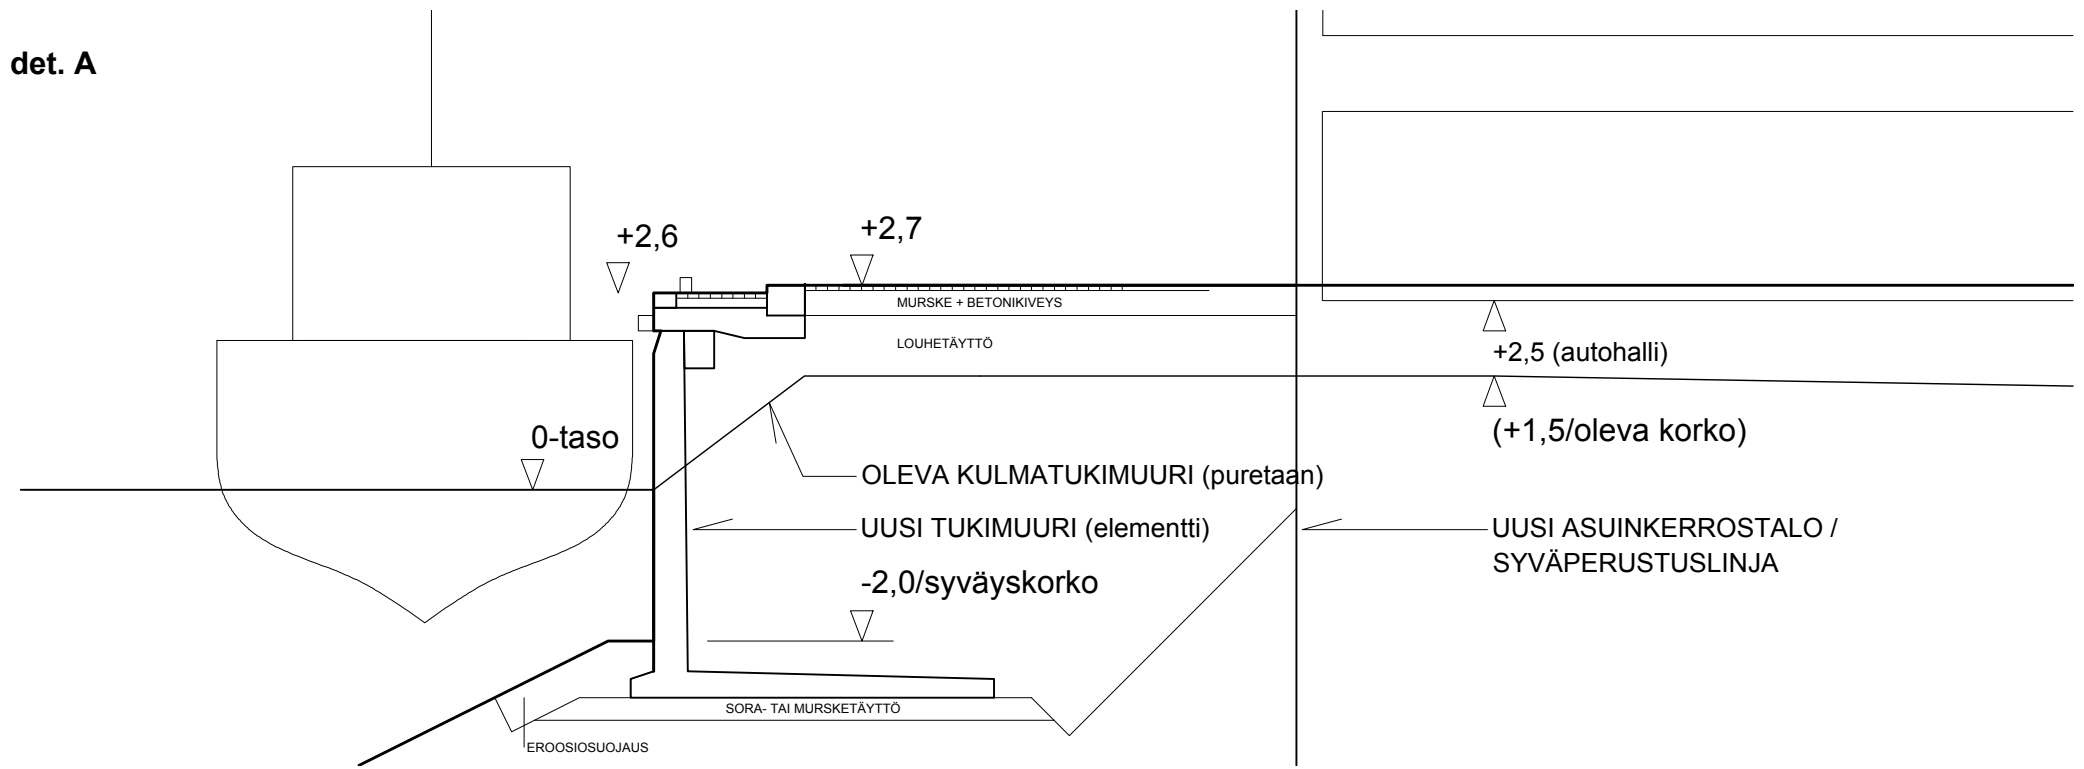 det. A
+2,6
+2,7
MURSKE + BETONIKIVEYS
LOUHETÄYTTÖ
+2,5 (autohalli)
(+1,5/oleva korko)
0-taso
OLEVA KULMATUKIMUURI (puretaan)
UUSI TUKIMUURI (elementti)
UUSI ASUINKERROSTALO /
SYVÄPERUSTUSLINJA
-2,0/syväyskorko
SORA- TAI MURSKETÄYTTÖ
EROOSIOSUOJAUS